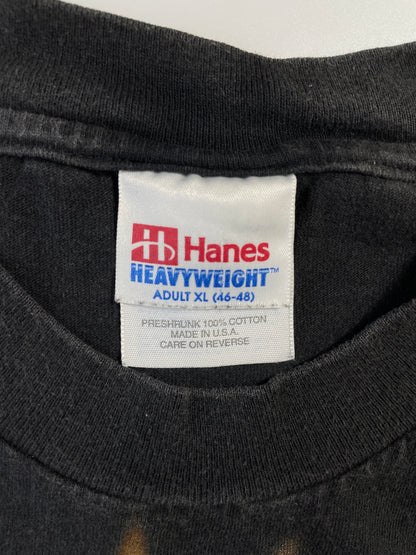 Hanes
HEAVYWEIGHT™
ADULT XL (46-48)
PRESHRUNK 100% COTTON
MADE IN U.S.A.
CARE ON REVERSE